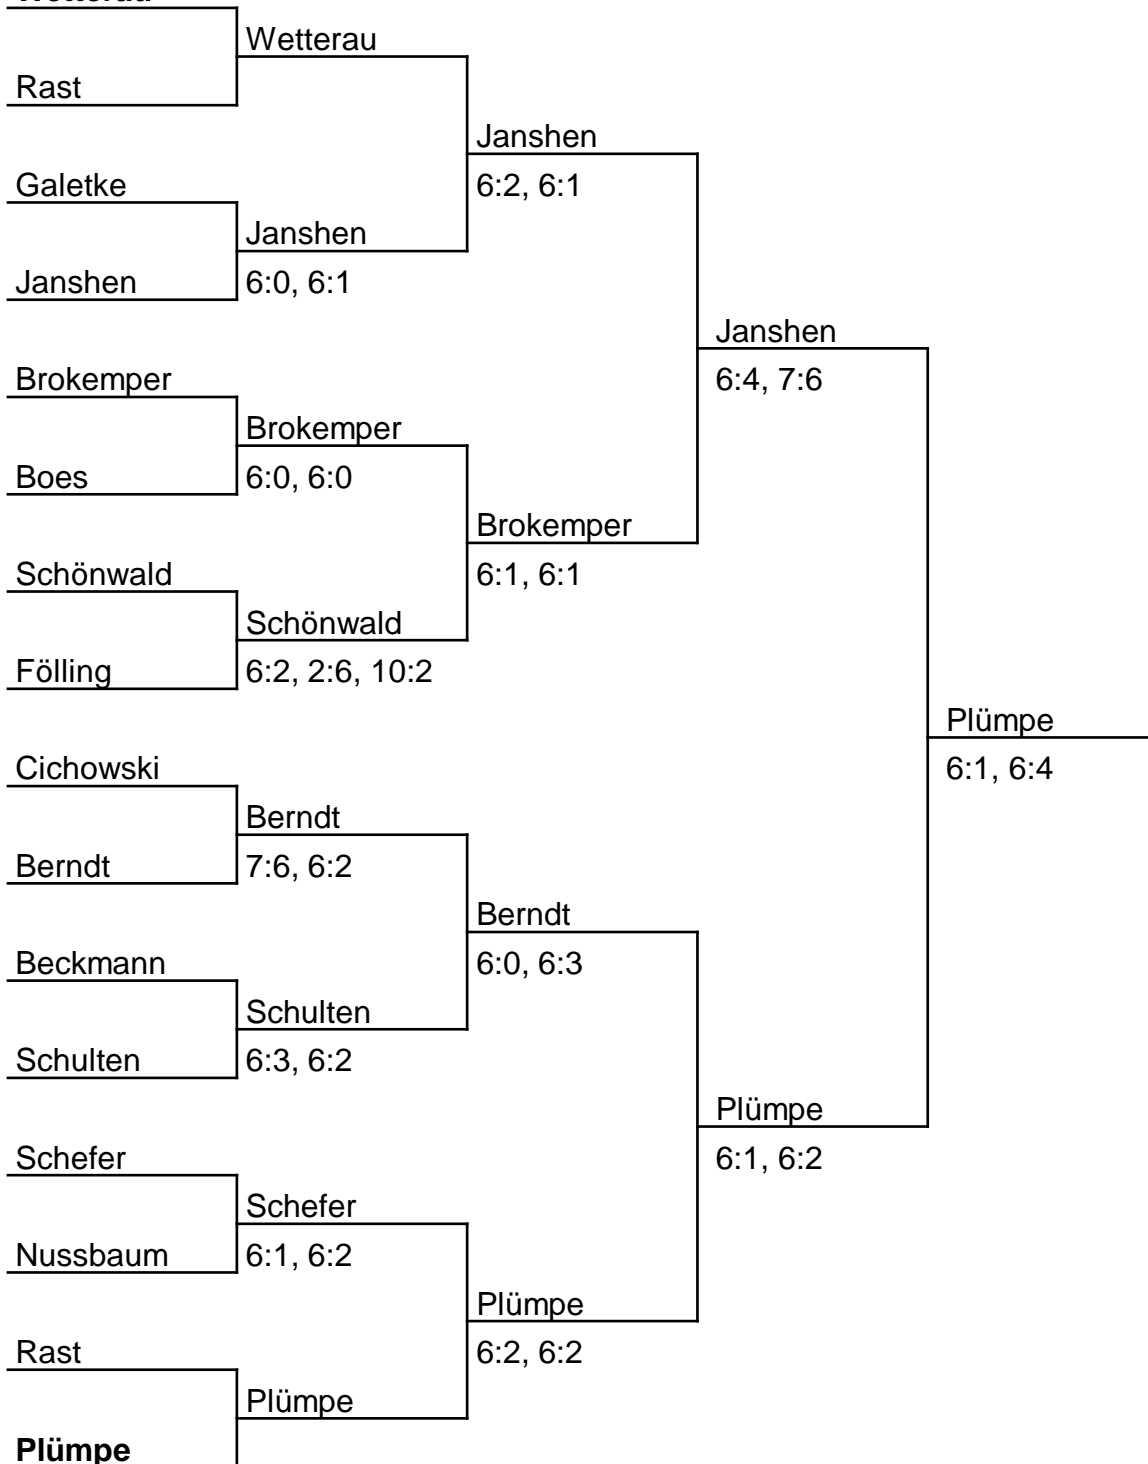 Wetterau
Wetterau
Rast
Janshen
Galetke
6:2, 6:1
Janshen
Janshen
6:0, 6:1
Janshen
Brokemper
6:4, 7:6
Brokemper
Boes
6:0, 6:0
Brokemper
Schönwald
6:1, 6:1
Schönwald
Fölling
6:2, 2:6, 10:2
Plümpe
Cichowski
6:1, 6:4
Berndt
Berndt
7:6, 6:2
Berndt
Beckmann
6:0, 6:3
Schulten
Schulten
6:3, 6:2
Plümpe
Schefer
6:1, 6:2
Schefer
Nussbaum
6:1, 6:2
Plümpe
Rast
6:2, 6:2
Plümpe
Plümpe